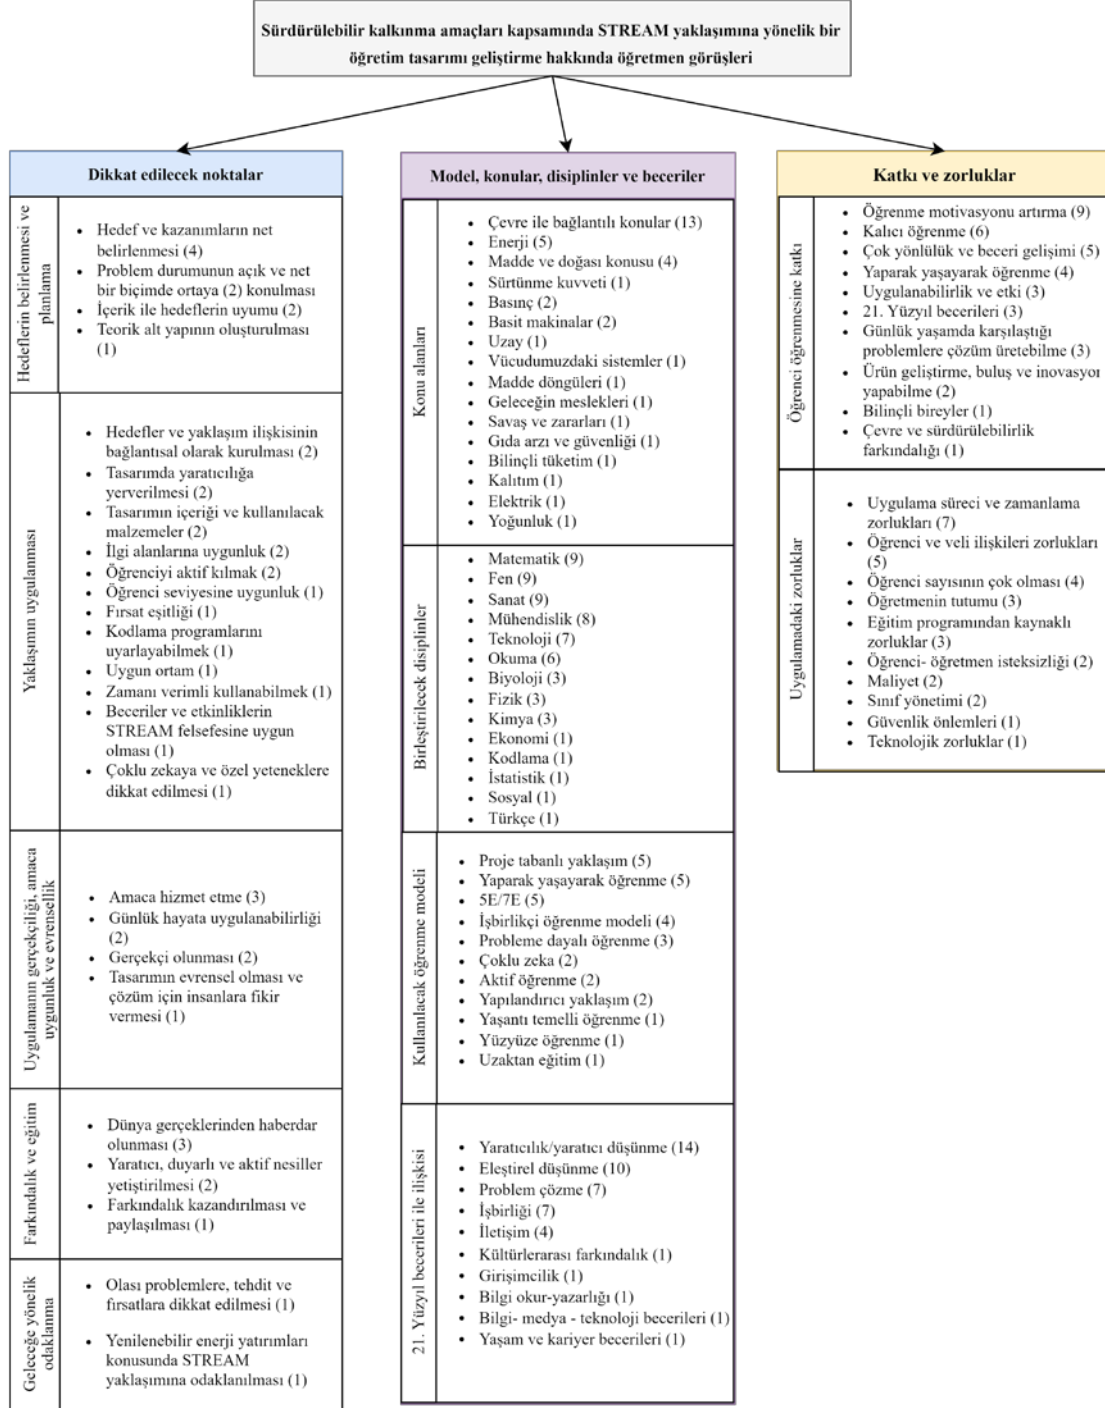 Sürdürülebilir kalkınma amaçları kapsamında STREAM yaklaşımına yönelik bir
öğretim tasarımı geliştirme hakkında öğretmen görüşleri
Dikkat edilecek noktalar
Hedeflerin belirlenmesi ve
planlama
• Hedef ve kazanımların net
belirlenmesi (4)
• Problem durumunun açık ve net
bir biçimde ortaya (2) konulması
• İçerik ile hedeflerin uyumu (2)
• Teorik alt yapının oluşturulması
(1)
Yaklaşımın uygulanması
• Hedefler ve yaklaşım ilişkisinin
bağlantısal olarak kurulması (2)
• Tasarımda yaratıcılığa
yerverilmesi (2)
• Tasarımın içeriği ve kullanılacak
malzemeler (2)
• İlgi alanlarına uygunluk (2)
• Öğrenciyi aktif kılmak (2)
• Öğrenci seviyesine uygunluk (1)
• Fırsat eşitliği (1)
• Kodlama programlarını
uyarlayabilmek (1)
• Uygun ortam (1)
• Zamanı verimli kullanabilmek (1)
• Beceriler ve etkinliklerin
STREAM felsefesine uygun
olması (1)
• Çoklu zekaya ve özel yeteneklere
dikkat edilmesi (1)
Uygulamanın gerçekçiliği, amaca
uygunluk ve evrensellik
• Amaca hizmet etme (3)
• Günlük hayata uygulanabilirliği
(2)
• Gerçekçi olunması (2)
• Tasarımın evrensel olması ve
çözüm için insanlara fikir
vermesi (1)
Farkındalık ve eğitim
• Dünya gerçeklerinden haberdar
olunması (3)
• Yaratıcı, duyarlı ve aktif nesiller
yetiştirilmesi (2)
• Farkındalık kazandırılması ve
paylaşılması (1)
Geleceğe yönelik
odaklanma
• Olası problemlere, tehdit ve
fırsatlara dikkat edilmesi (1)
• Yenilenebilir enerji yatırımları
konusunda STREAM
yaklaşımına odaklanılması (1)
Model, konular, disiplinler ve beceriler
Konu alanları
• Çevre ile bağlantılı konular (13)
• Enerji (5)
• Madde ve doğası konusu (4)
• Sürtünme kuvveti (1)
• Basınç (2)
• Basit makinalar (2)
• Uzay (1)
• Vücudumuzdaki sistemler (1)
• Madde döngüleri (1)
• Geleceğin meslekleri (1)
• Savaş ve zararları (1)
• Gıda arzı ve güvenliği (1)
• Bilinçli tüketim (1)
• Kalıtım (1)
• Elektrik (1)
• Yoğunluk (1)
Birleştirilecek disiplinler
• Matematik (9)
• Fen (9)
• Sanat (9)
• Mühendislik (8)
• Teknoloji (7)
• Okuma (6)
• Biyoloji (3)
• Fizik (3)
• Kimya (3)
• Ekonomi (1)
• Kodlama (1)
• İstatistik (1)
• Sosyal (1)
• Türkçe (1)
Kullanılacak öğrenme modeli
• Proje tabanlı yaklaşım (5)
• Yaparak yaşayarak öğrenme (5)
• 5E/7E (5)
• İşbirlikçi öğrenme modeli (4)
• Probleme dayalı öğrenme (3)
• Çoklu zeka (2)
• Aktif öğrenme (2)
• Yapılandırıcı yaklaşım (2)
• Yaşantı temelli öğrenme (1)
• Yüzyüze öğrenme (1)
• Uzaktan eğitim (1)
21. Yüzyıl becerileri ile ilişkisi
• Yaratıcılık/yaratıcı düşünme (14)
• Eleştirel düşünme (10)
• Problem çözme (7)
• İşbirliği (7)
• İletişim (4)
• Kültürlerarası farkındalık (1)
• Girişimcilik (1)
• Bilgi okur-yazarlığı (1)
• Bilgi- medya - teknoloji becerileri (1)
• Yaşam ve kariyer becerileri (1)
Katkı ve zorluklar
Öğrenci öğrenmesine katkı
• Öğrenme motivasyonu artırma (9)
• Kalıcı öğrenme (6)
• Çok yönlülük ve beceri gelişimi (5)
• Yaparak yaşayarak öğrenme (4)
• Uygulanabilirlik ve etki (3)
• 21. Yüzyıl becerileri (3)
• Günlük yaşamda karşılaştığı
problemlere çözüm üretebilme (3)
• Ürün geliştirme, buluş ve inovasyon
yapabilme (2)
• Bilinçli bireyler (1)
• Çevre ve sürdürülebilirlik
farkındalığı (1)
Uygulamadaki zorluklar
• Uygulama süreci ve zamanlama
zorlukları (7)
• Öğrenci ve veli ilişkileri zorlukları
(5)
• Öğrenci sayısının çok olması (4)
• Öğretmenin tutumu (3)
• Eğitim programından kaynaklı
zorluklar (3)
• Öğrenci- öğretmen isteksizliği (2)
• Maliyet (2)
• Sınıf yönetimi (2)
• Güvenlik önlemleri (1)
• Teknolojik zorluklar (1)